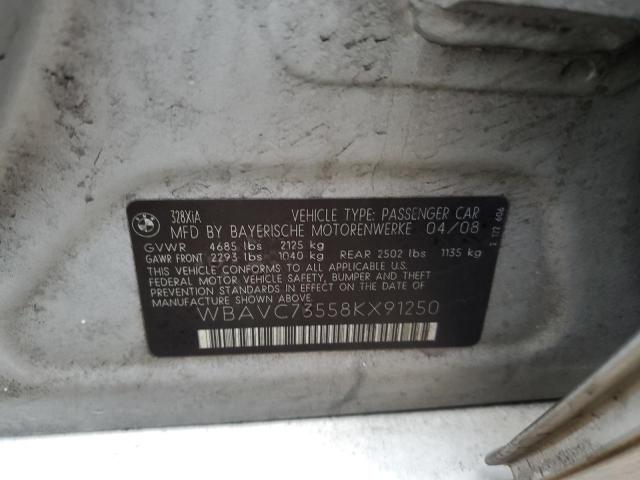 BMW
328XiA VEHICLE TYPE: PASSENGER CAR
MFD BY BAYERISCHE MOTORENWERKE 04/08
GVWR 4685 lbs 2125 kg
GAWR FRONT 2293 lbs 1040 kg REAR 2502 lbs 1135 kg
THIS VEHICLE CONFORMS TO ALL APPLICABLE U.S.
FEDERAL MOTOR VEHICLE SAFETY, BUMPER, AND THEFT
PREVENTION STANDARDS IN EFFECT ON THE DATE OF
MANUFACTURE SHOWN ABOVE.
WBAVC73558KX91250